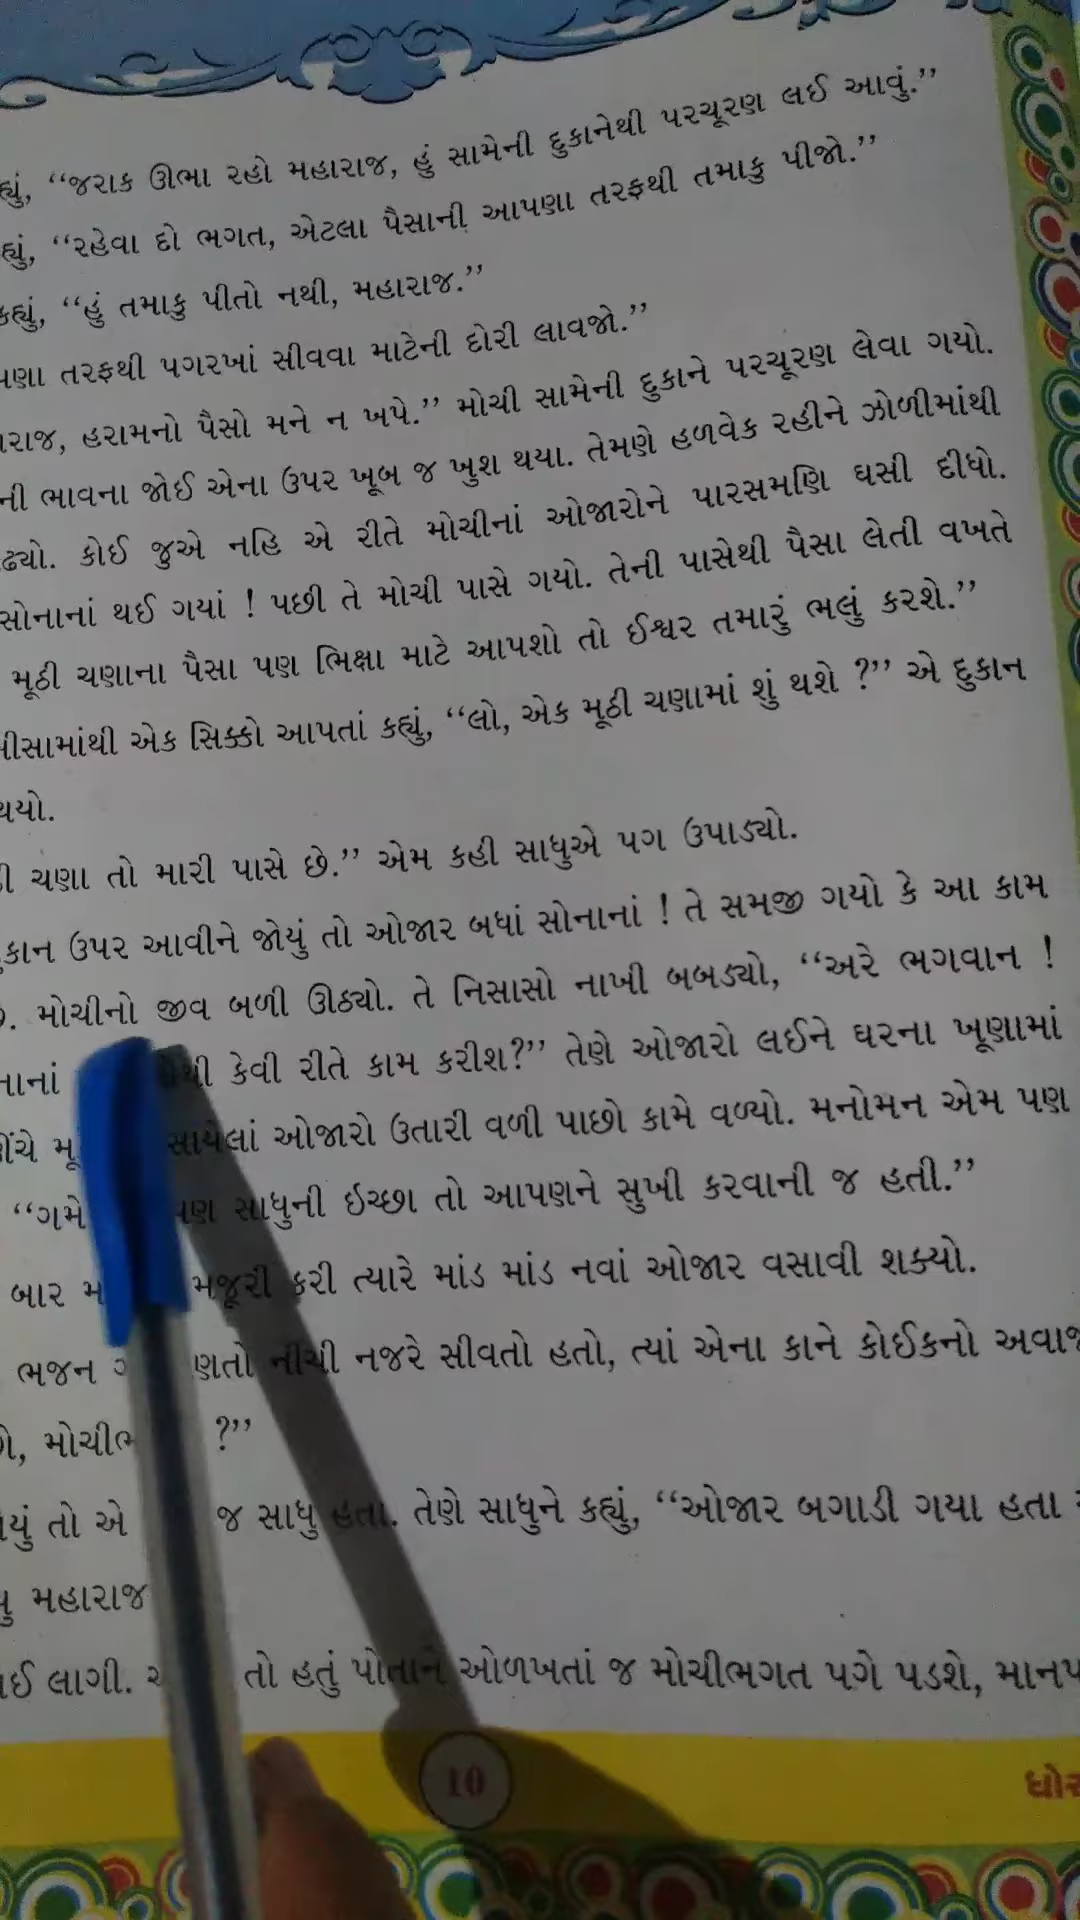 હ્યું, “જરાક ઊભા રહો મહારાજ, હું સામેની દુકાનેથી પરચૂરણ લઈ આવું.”
હ્યું, “રહેવા દો ભગત, એટલા પૈસાની આપણા તરફથી તમાકુ પીજો.”
કહ્યું, “હું તમાકુ પીતો નથી, મહારાજ.”
તરફથી પગરખાં સીવવા માટેની દોરી લાવજો.”
હરામનો પૈસો મને ન ખપે.” મોચી સામેની દુકાને પરચૂરણ લેવા ગયો.
ની ભાવના જોઈ એના ઉપર ખૂબ જ ખુશ થયા. તેમણે હળવેક રહીને ઝોળીમાંથી
કોઈ જુએ નહિ એ રીતે મોચીનાં ઓજારોને પારસમણિ ઘસી દીધો.
સોનાનાં થઈ ગયાં ! પછી તે મોચી પાસે ગયો. તેની પાસેથી પૈસા લેતી વખતે
મૂઠી ચણાના પૈસા પણ ભિક્ષા માટે આપશો તો ઈશ્વર તમારું ભલું કરશે.”
એક સિક્કો આપતાં કહ્યું, “લો, એક મૂઠી ચણામાં શું થશે ?” એ દુકાન
થયો.
ચણા તો મારી પાસે છે.” એમ કહી સાધુએ પગ ઉપાડ્યો.
કાન ઉપર આવીને જોયું તો ઓજાર બધાં સોનાનાં ! તે સમજી ગયો કે આ કામ
મોચીનો જીવ બળી ઊઠ્યો. તે નિસાસો નાખી બબડ્યો, “અરે ભગવાન !
કેવી રીતે કામ કરીશ?” તેણે ઓજારો લઈને ઘરના ખૂણામાં
ઓજારો ઉતારી વળી પાછો કામે વળ્યો. મનોમન એમ પણ
“ગમે પણ સાધુની ઇચ્છા તો આપણને સુખી કરવાની જ હતી.”
બાર મજૂરી કરી ત્યારે માંડ માંડ નવાં ઓજાર વસાવી શક્યો.
ભજન નીચી નજરે સીવતો હતો, ત્યાં એના કાને કોઈકનો અવાજ
?”
તો એ જ સાધુ હતા. તેણે સાધુને કહ્યું, “ઓજાર બગાડી ગયા હતા
મહારાજ
લાગી. તો હતું પોતાને ઓળખતાં જ મોચીભગત પગે પડશે,
10